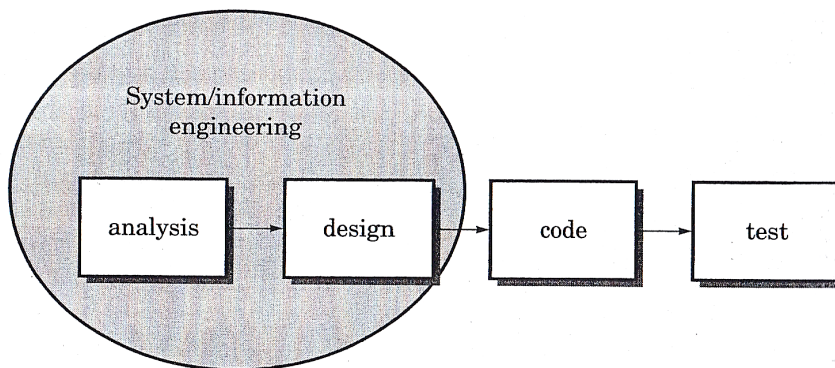 System/information
engineering
analysis
design
code
test